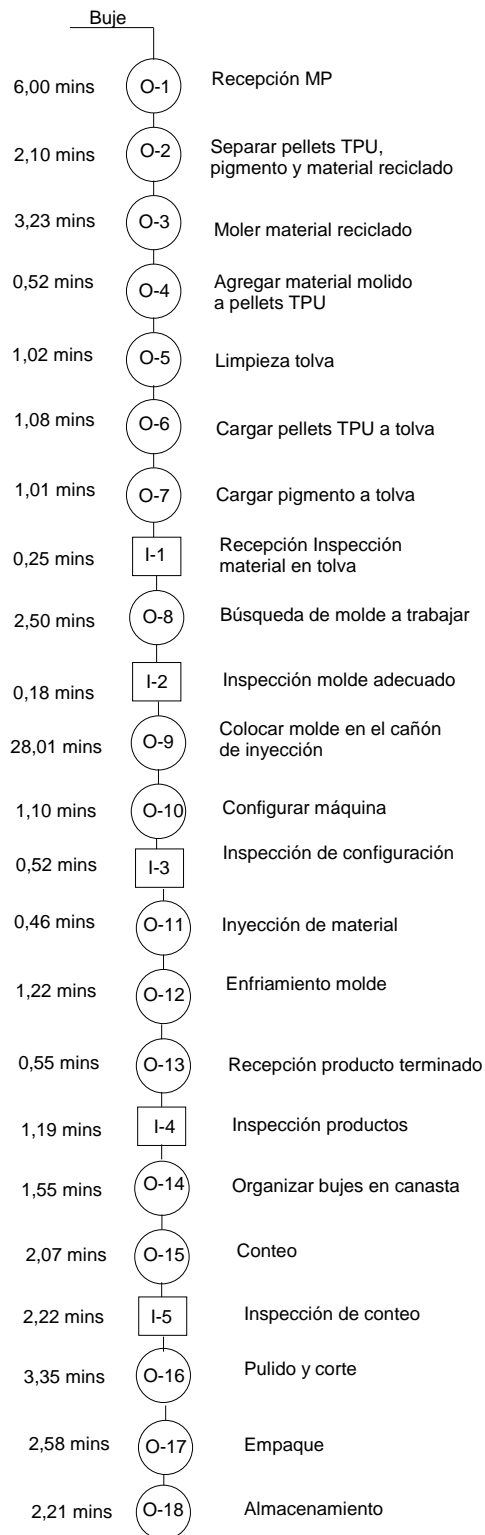 Buje
6,00 mins O-1 Recepción MP
2,10 mins O-2 Separar pellets TPU,
pigmento y material reciclado
3,23 mins O-3 Moler material reciclado
0,52 mins O-4 Agregar material molido
a pellets TPU
1,02 mins O-5 Limpieza tolva
1,08 mins O-6 Cargar pellets TPU a tolva
1,01 mins O-7 Cargar pigmento a tolva
0,25 mins I-1 Recepción Inspección
material en tolva
2,50 mins O-8 Búsqueda de molde a trabajar
0,18 mins I-2 Inspección molde adecuado
28,01 mins O-9 Colocar molde en el cañón
de inyección
1,10 mins O-10 Configurar máquina
0,52 mins I-3 Inspección de configuración
0,46 mins O-11 Inyección de material
1,22 mins O-12 Enfriamiento molde
0,55 mins O-13 Recepción producto terminado
1,19 mins I-4 Inspección productos
1,55 mins O-14 Organizar bujes en canasta
2,07 mins O-15 Conteo
2,22 mins I-5 Inspección de conteo
3,35 mins O-16 Pulido y corte
2,58 mins O-17 Empaque
2,21 mins O-18 Almacenamiento